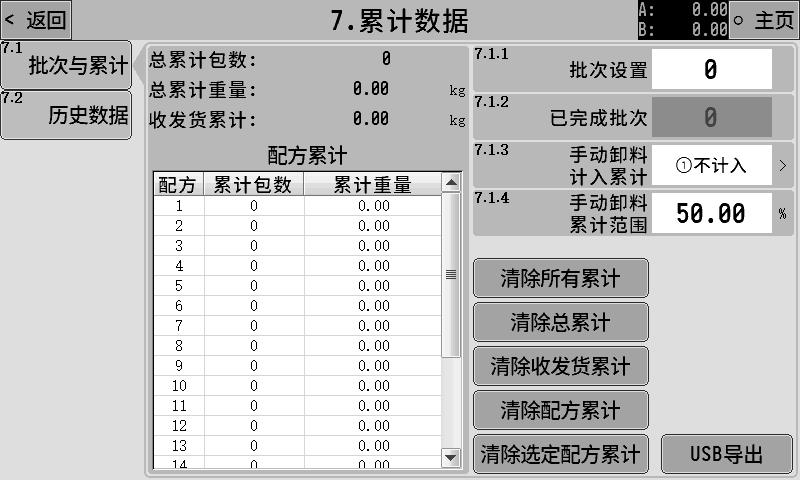 < 返回
7.累计数据
A: 0.00
B: 0.00
主页
7.1
批次与累计
7.2
历史数据
总累计包数: 0
总累计重量: 0.00 kg
收发货累计: 0.00 kg
配方累计
配方 累计包数 累计重量
1 0 0.00
2 0 0.00
3 0 0.00
4 0 0.00
5 0 0.00
6 0 0.00
7 0 0.00
8 0 0.00
9 0 0.00
10 0 0.00
11 0 0.00
12 0 0.00
13 0 0.00
14 0 0.00
7.1.1
批次设置 0
7.1.2
已完成批次 0
7.1.3
手动卸料
计入累计
①不计入 >
7.1.4
手动卸料
累计范围
50.00 %
清除所有累计
清除总累计
清除收发货累计
清除配方累计
清除选定配方累计
USB导出